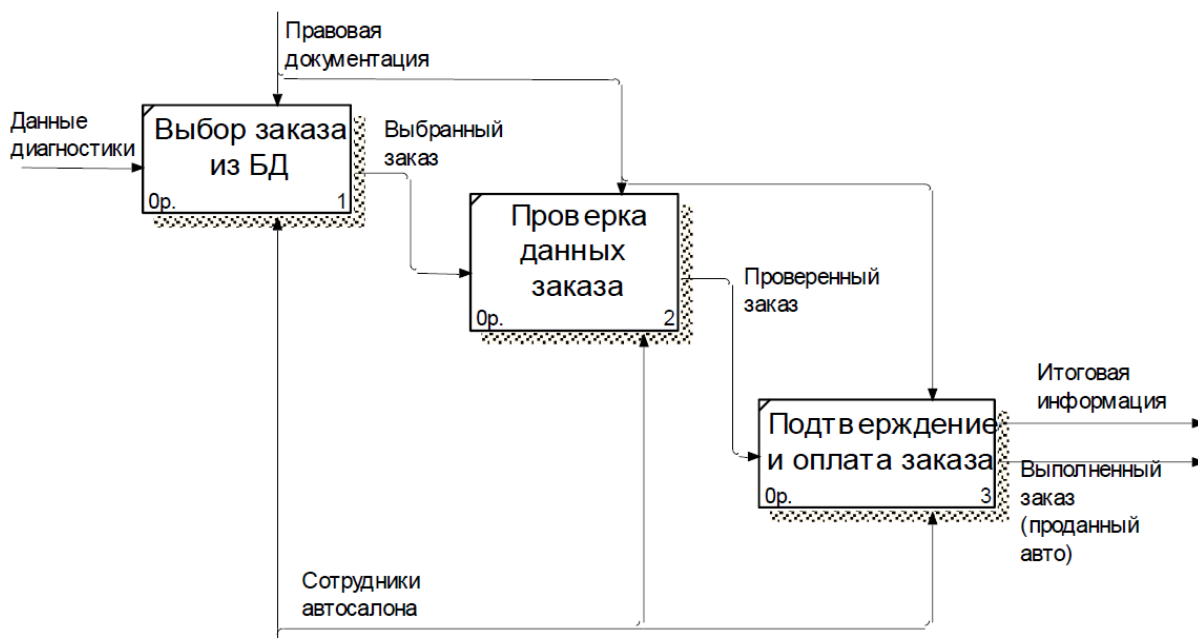 Правовая
документация
Данные
диагностики
Выбор заказа
из БД
0р. 1
Выбранный
заказ
Проверка
данных
заказа
0р. 2
Проверенный
заказ
Подтверждение
и оплата заказа
0р. 3
Итоговая
информация
Выполненный
заказ
(проданный
авто)
Сотрудники
автосалона